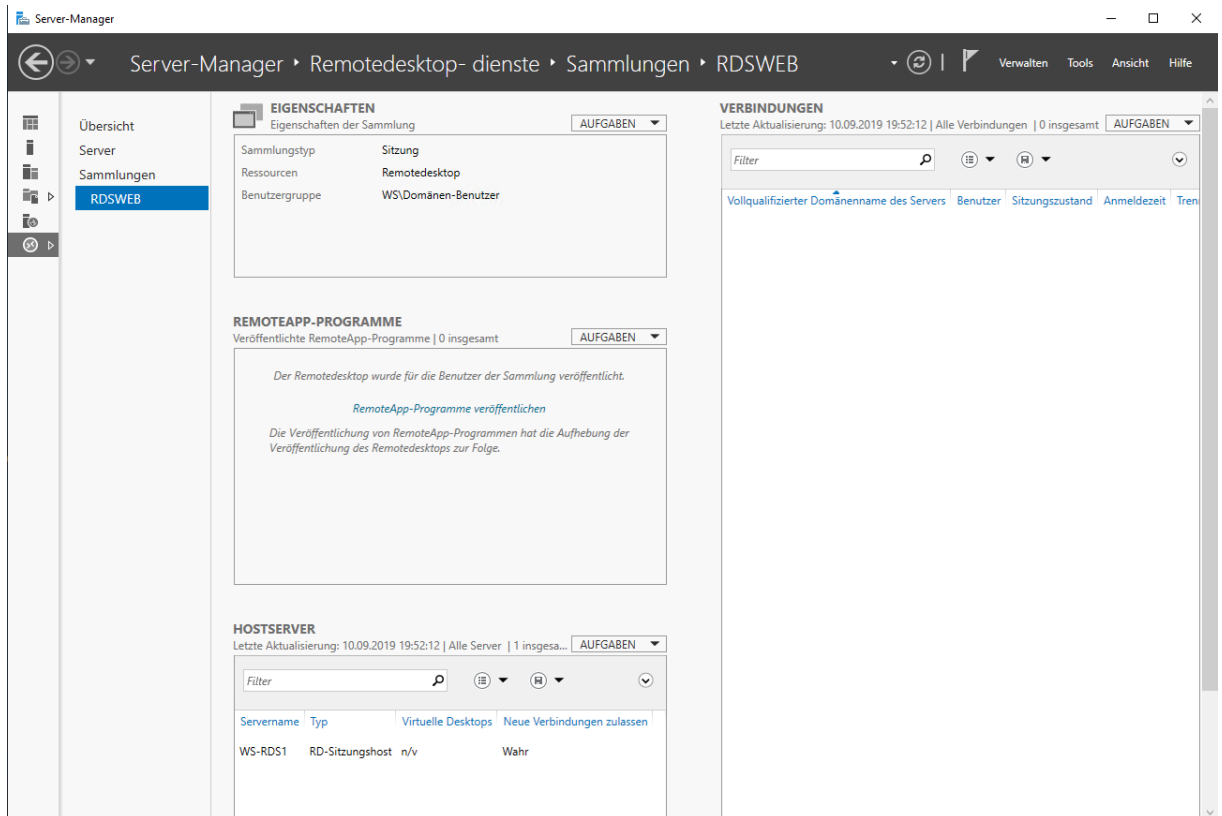 Server-Manager
Server-Manager ‣ Remotedesktop- dienste ‣ Sammlungen ‣ RDSWEB
Verwalten Tools Ansicht Hilfe
Übersicht
Server
Sammlungen
RDSWEB
EIGENSCHAFTEN
Eigenschaften der Sammlung
AUFGABEN
Sammlungstyp Sitzung
Ressourcen Remotedesktop
Benutzergruppe WS\Domänen-Benutzer
REMOTEAPP-PROGRAMME
Veröffentlichte RemoteApp-Programme | 0 insgesamt
AUFGABEN
Der Remotedesktop wurde für die Benutzer der Sammlung veröffentlicht.
RemoteApp-Programme veröffentlichen
Die Veröffentlichung von RemoteApp-Programmen hat die Aufhebung der
Veröffentlichung des Remotedesktops zur Folge.
HOSTSERVER
Letzte Aktualisierung: 10.09.2019 19:52:12 | Alle Server | 1 insgesa...
AUFGABEN
Filter
Servername Typ Virtuelle Desktops Neue Verbindungen zulassen
WS-RDS1 RD-Sitzungshost n/v Wahr
VERBINDUNGEN
Letzte Aktualisierung: 10.09.2019 19:52:12 | Alle Verbindungen | 0 insgesamt
AUFGABEN
Filter
Vollqualifizierter Domänenname des Servers Benutzer Sitzungszustand Anmeldezeit Tren